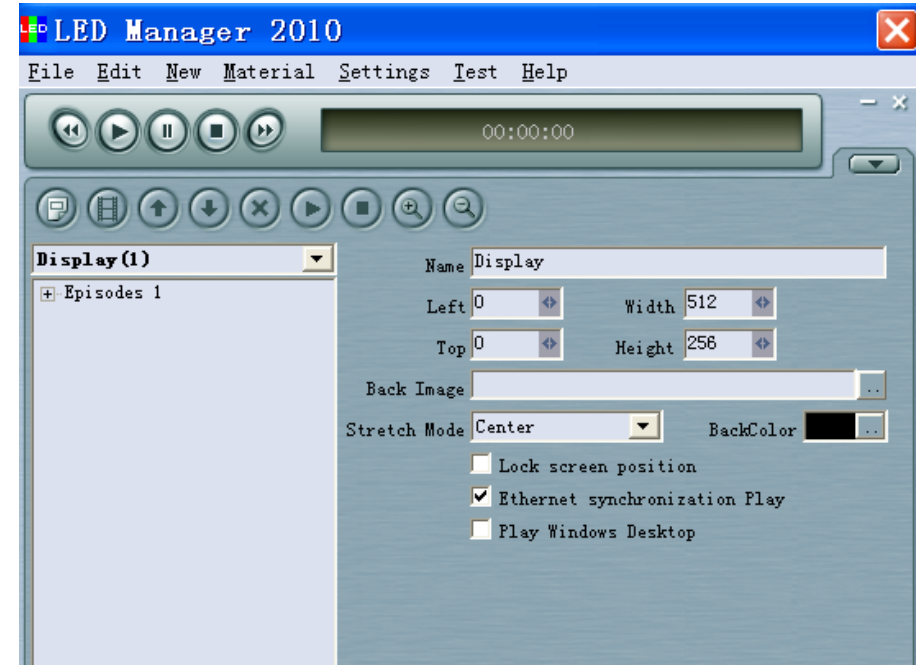 LED LED Manager 2010
File Edit New Material Settings Test Help
00:00:00
Display(1)
Episodes 1
Name Display
Left 0 Width 512
Top 0 Height 256
Back Image ..
Stretch Mode Center BackColor ..
Lock screen position
Ethernet synchronization Play
Play Windows Desktop